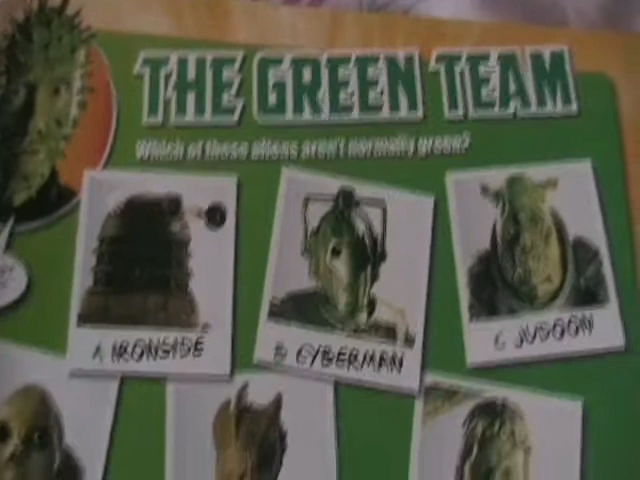 THE GREEN TEAM
Which of these aliens aren't normally green?
A IRONSIDE
B CYBERMAN
C JUDOON